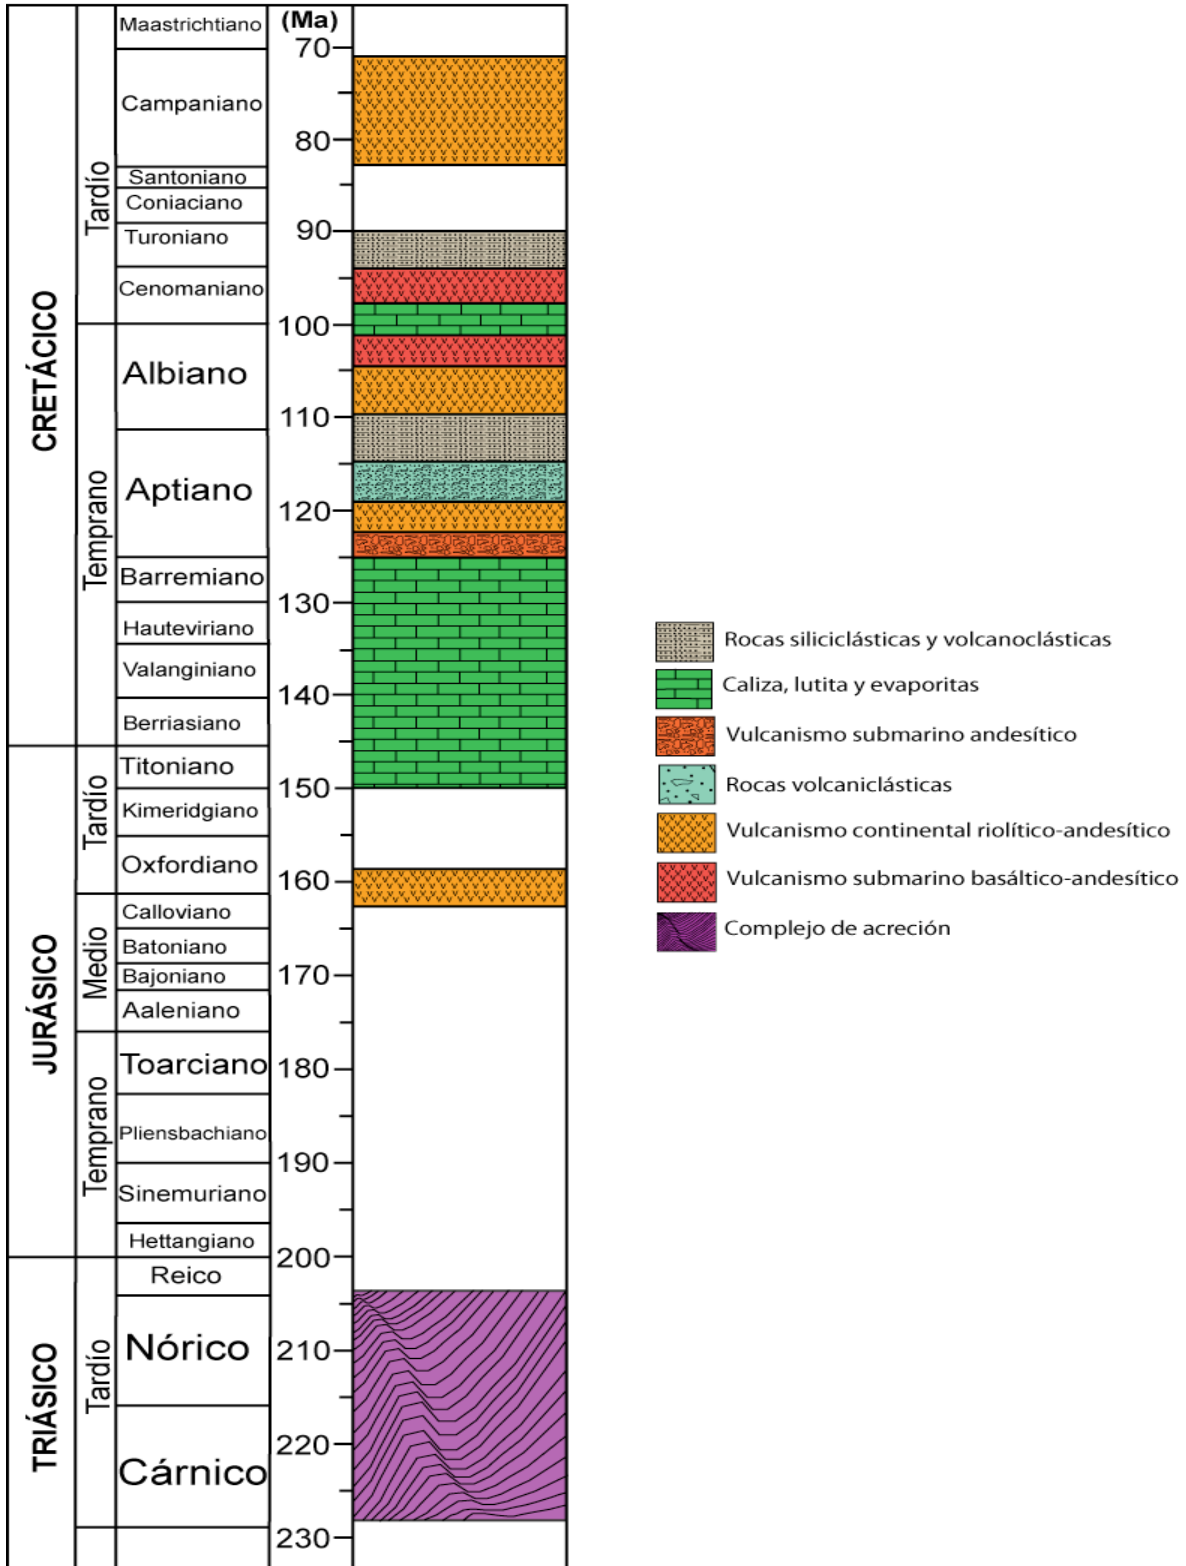 CRETÁCICO
JURÁSICO
TRIÁSICO
Tardío
Temprano
Tardío
Medio
Temprano
Tardío
Maastrichtiano
Campaniano
Santoniano
Coniaciano
Turoniano
Cenomaniano
Albiano
Aptiano
Barremiano
Hauteviriano
Valanginiano
Berriasiano
Titoniano
Kimeridgiano
Oxfordiano
Calloviano
Batoniano
Bajoniano
Aaleniano
Toarciano
Pliensbachiano
Sinemuriano
Hettangiano
Reico
Nórico
Cárnico
(Ma)
70
80
90
100
110
120
130
140
150
160
170
180
190
200
210
220
230
Rocas siliciclásticas y volcanoclásticas
Caliza, lutita y evaporitas
Vulcanismo submarino andesítico
Rocas volcaniclásticas
Vulcanismo continental riolítico-andesítico
Vulcanismo submarino basáltico-andesítico
Complejo de acreción